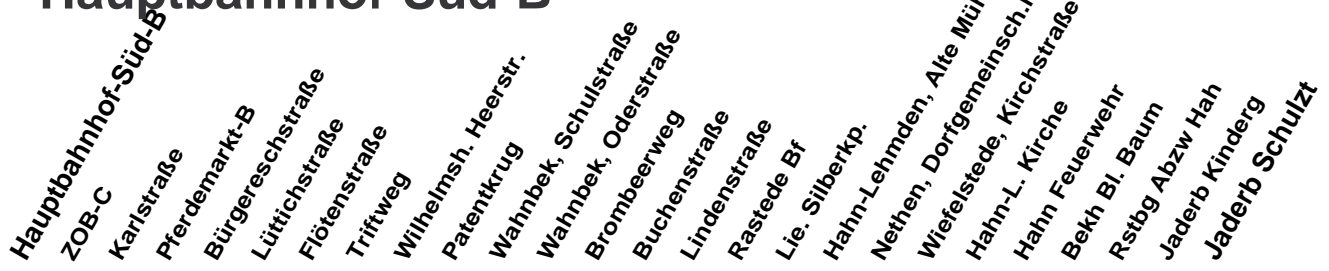 Hauptbahnhof-Süd-B
Hauptbahnhof-Süd-B
ZOB-C
Karlstraße
Pferdemarkt-B
Bürgereschstraße
Lüttichstraße
Flötenstraße
Triftweg
Wilhelmsh. Heerstr.
Patentkrug
Wahnbek, Schulstraße
Wahnbek, Oderstraße
Brombeerweg
Buchenstraße
Lindenstraße
Rastede Bf
Lie. Silberkp.
Hahn-Lehmden, Alte
Nethen, Dorfgemeinsch.
Wiefelstede, Kirchstraße
Hahn-L. Kirche
Hahn Feuerwehr
Bekh Bl. Baum
Rstbg Abzw Hah
Jaderb Kinderg
Jaderb Schulzt